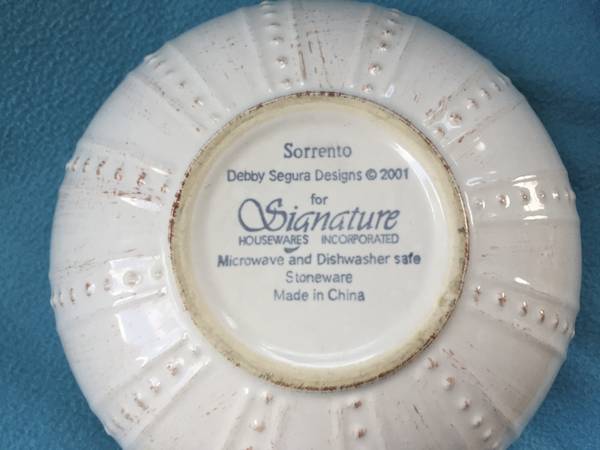 Sorrento
Debby Segura Designs © 2001
for
Signature
HOUSEWARES INCORPORATED
Microwave and Dishwasher safe
Stoneware
Made in China